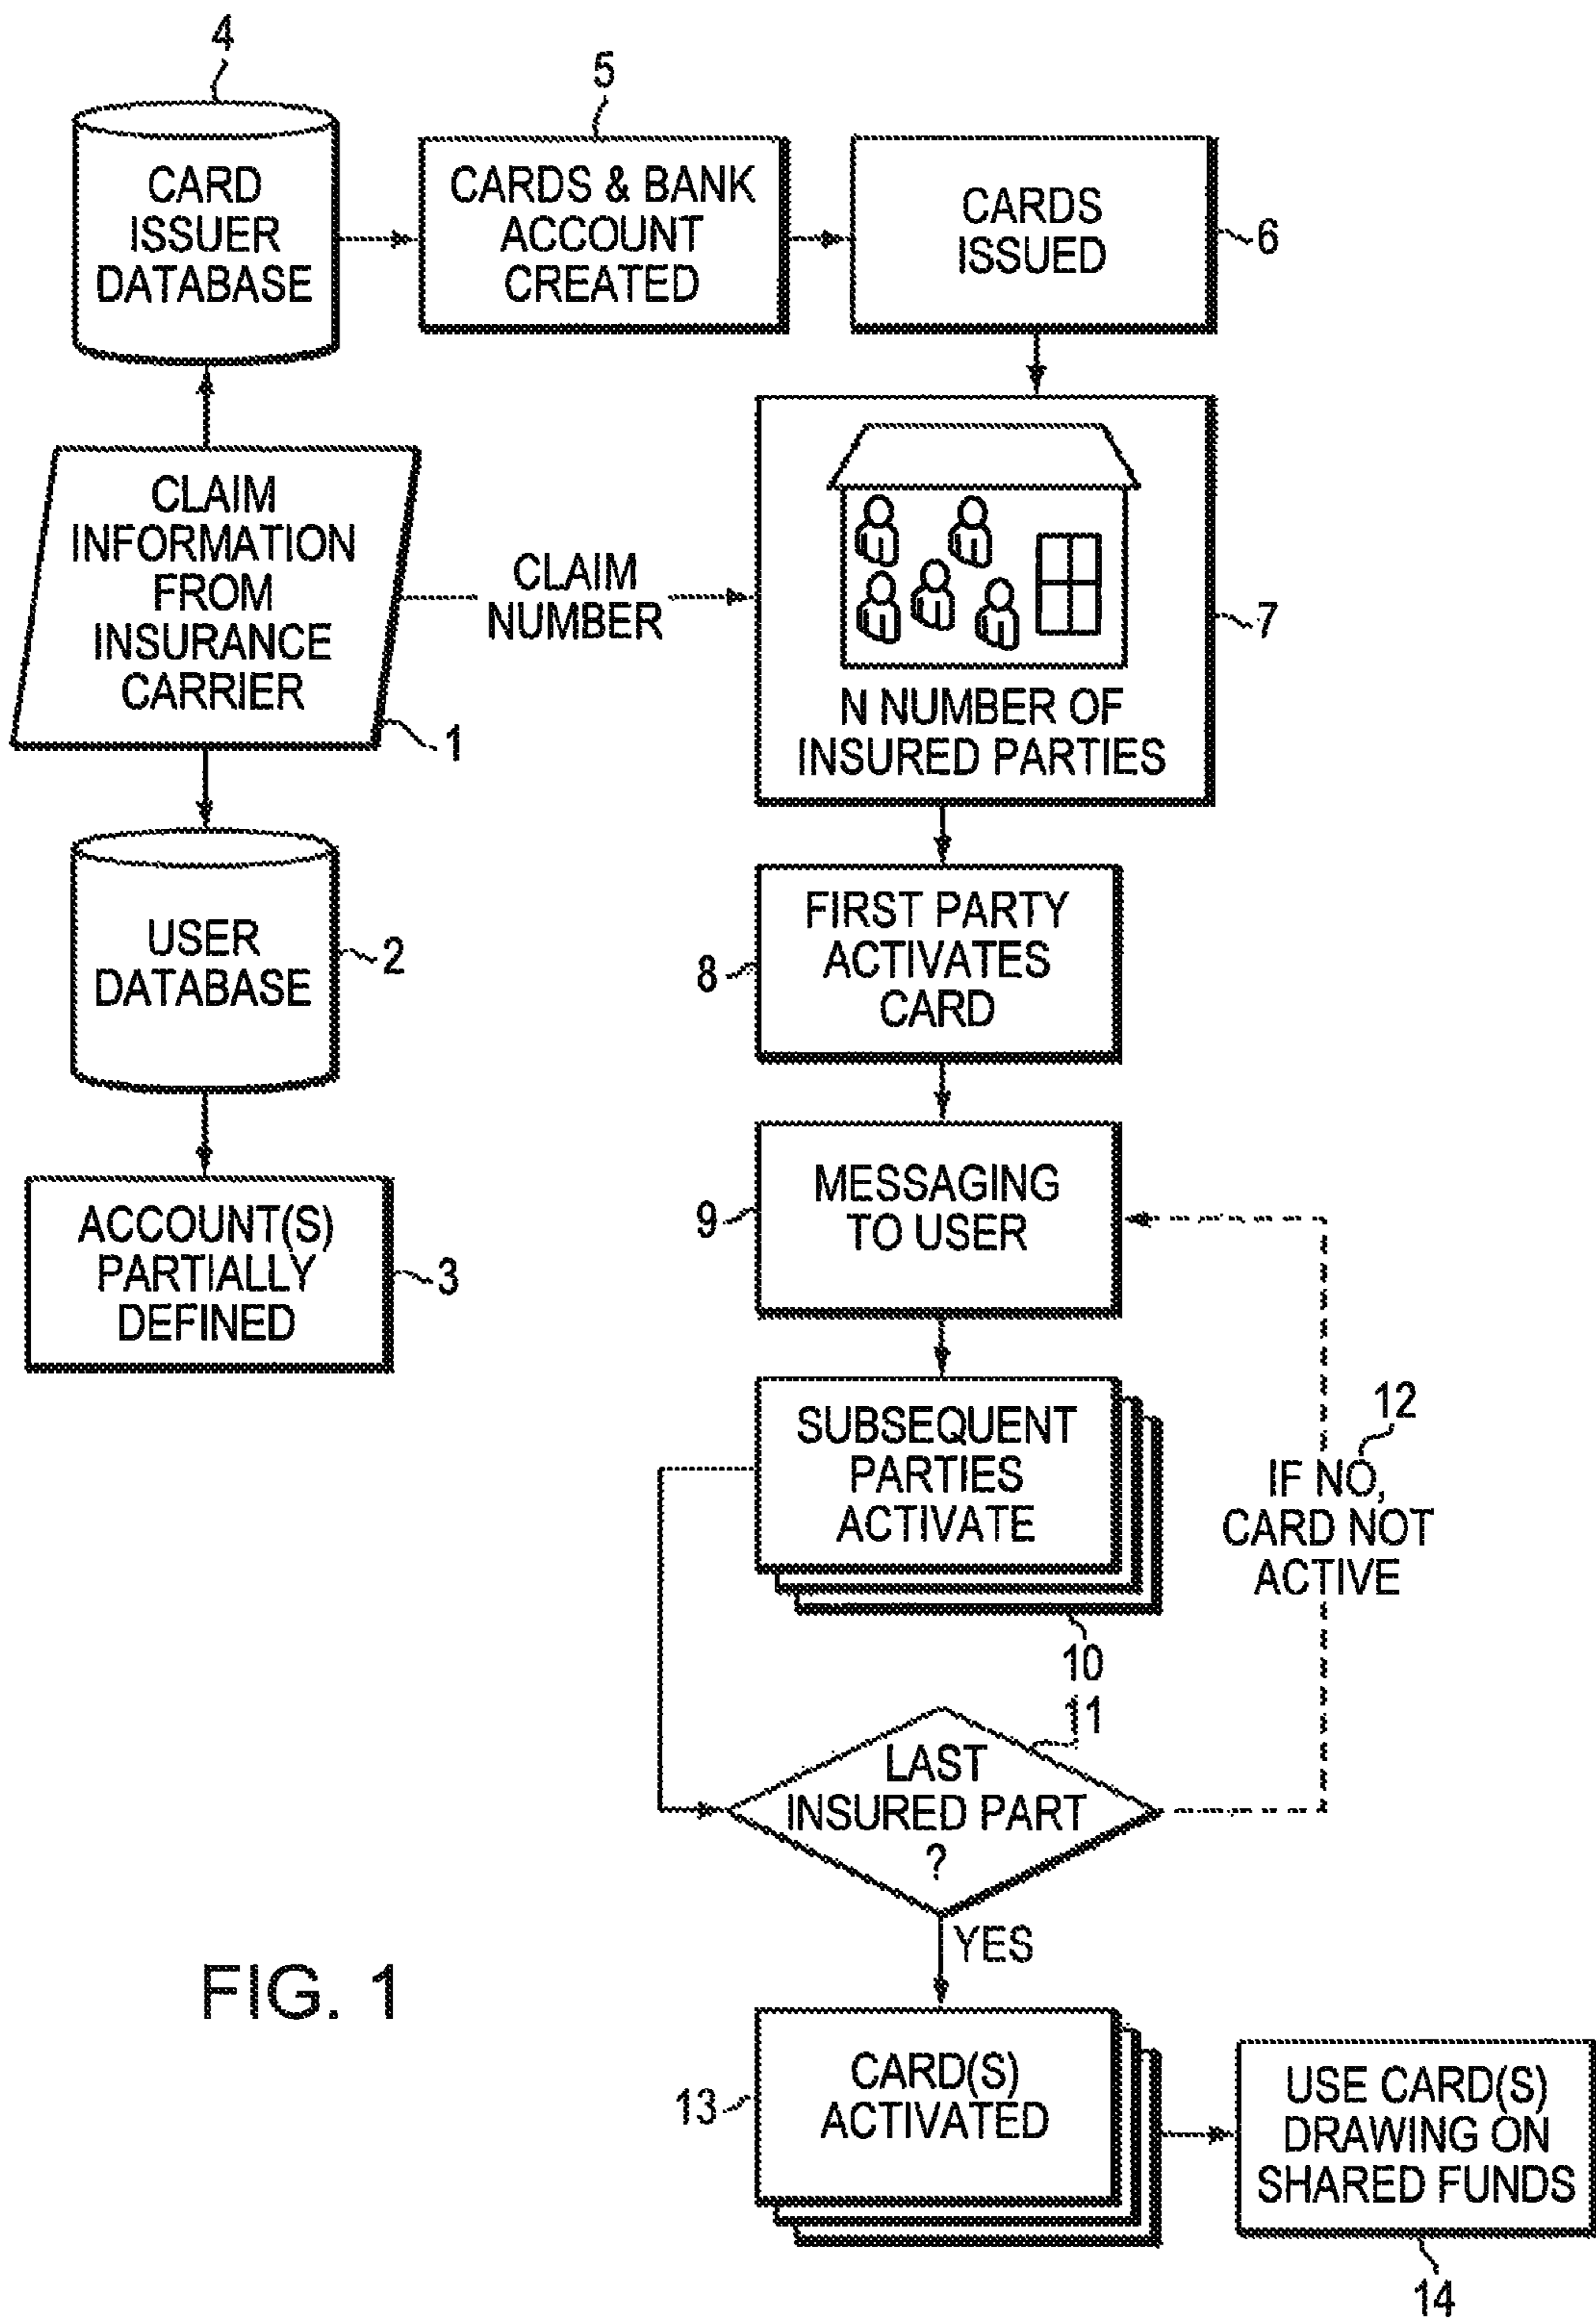 4
CARD
ISSUER
DATABASE
5
CARDS & BANK
ACCOUNT
CREATED
CARDS
ISSUED
6
CLAIM
INFORMATION
FROM
INSURANCE
CARRIER
1
CLAIM
NUMBER
N NUMBER OF
INSURED PARTIES
7
USER
DATABASE
2
ACCOUNT(S)
PARTIALLY
DEFINED
3
FIRST PARTY
ACTIVATES
CARD
8
MESSAGING
TO USER
9
SUBSEQUENT
PARTIES
ACTIVATE
10
12
IF NO,
CARD NOT
ACTIVE
11
LAST
INSURED PART
?
YES
CARD(S)
ACTIVATED
13
USE CARD(S)
DRAWING ON
SHARED FUNDS
14
FIG. 1